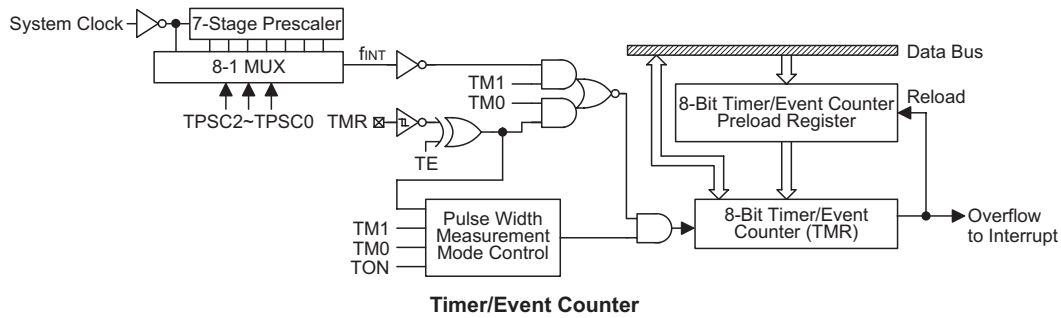 System Clock
7-Stage Prescaler
8-1 MUX
fINT
TPSC2~TPSC0
TM1
TM0
TMR
TE
Data Bus
8-Bit Timer/Event Counter
Preload Register
Reload
TM1
TM0
TON
Pulse Width
Measurement
Mode Control
8-Bit Timer/Event
Counter (TMR)
Overflow
to Interrupt
Timer/Event Counter